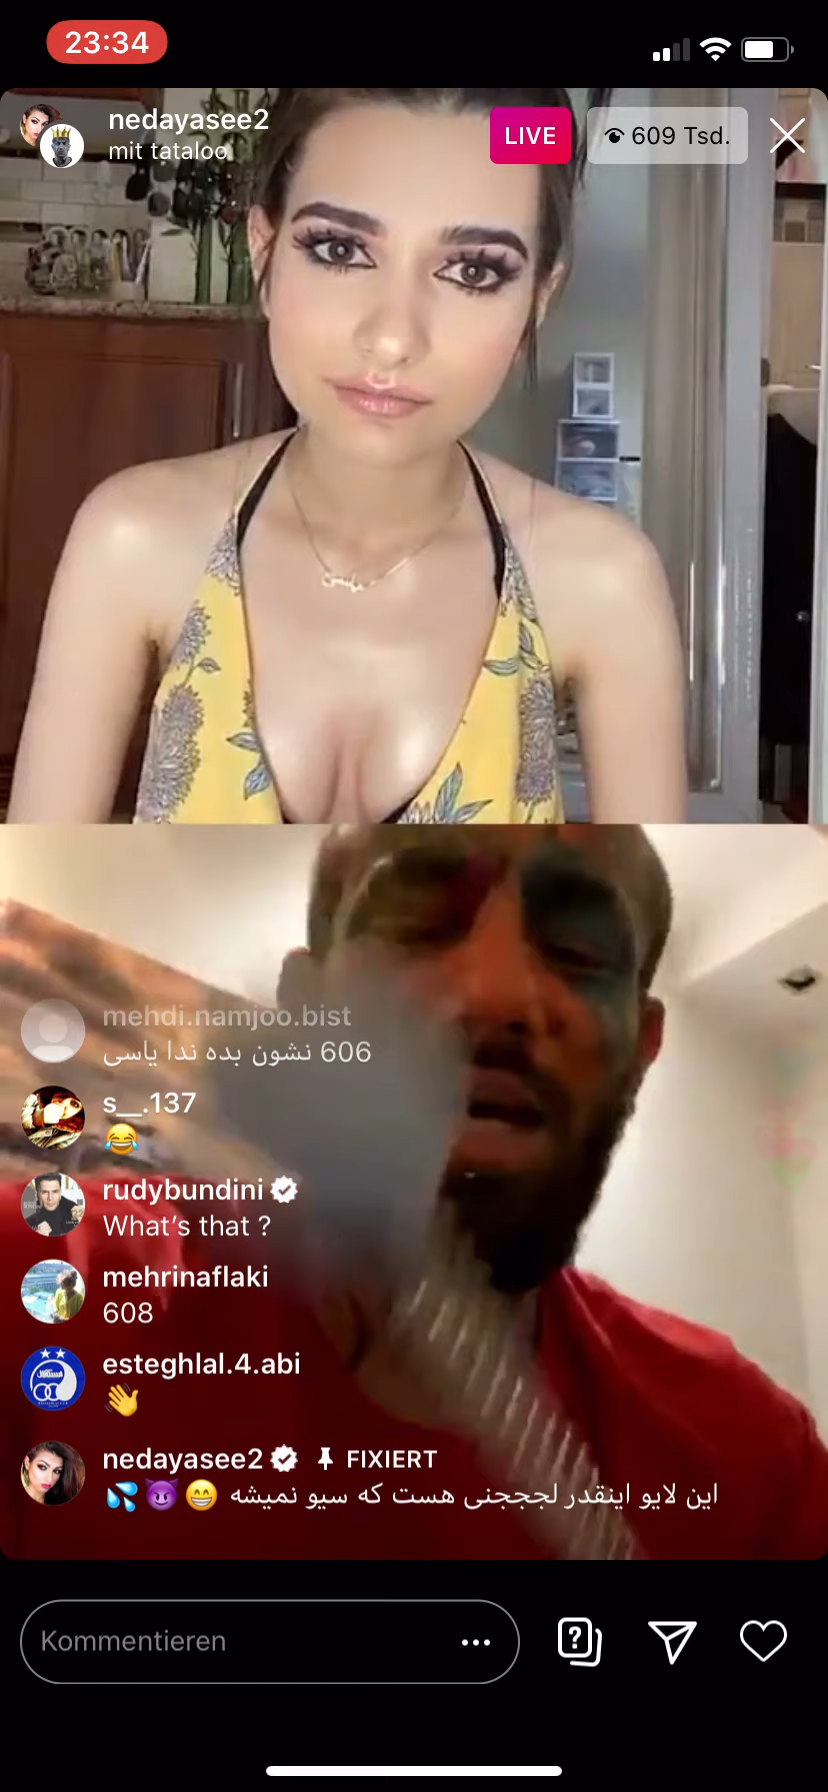 23:34
nedayasee2
mit tataloo
LIVE
609 Tsd.
mehdi.namjoo.bist
606 نشون بده ندا یاسی
s__.137
😂
rudybundini
What's that ?
mehrinaflaki
608
esteghlal.4.abi
👋
nedayasee2 FIXIERT
این لایو اینقدر لجججنی هست که سیو نمیشه 😁😈💦
Kommentieren